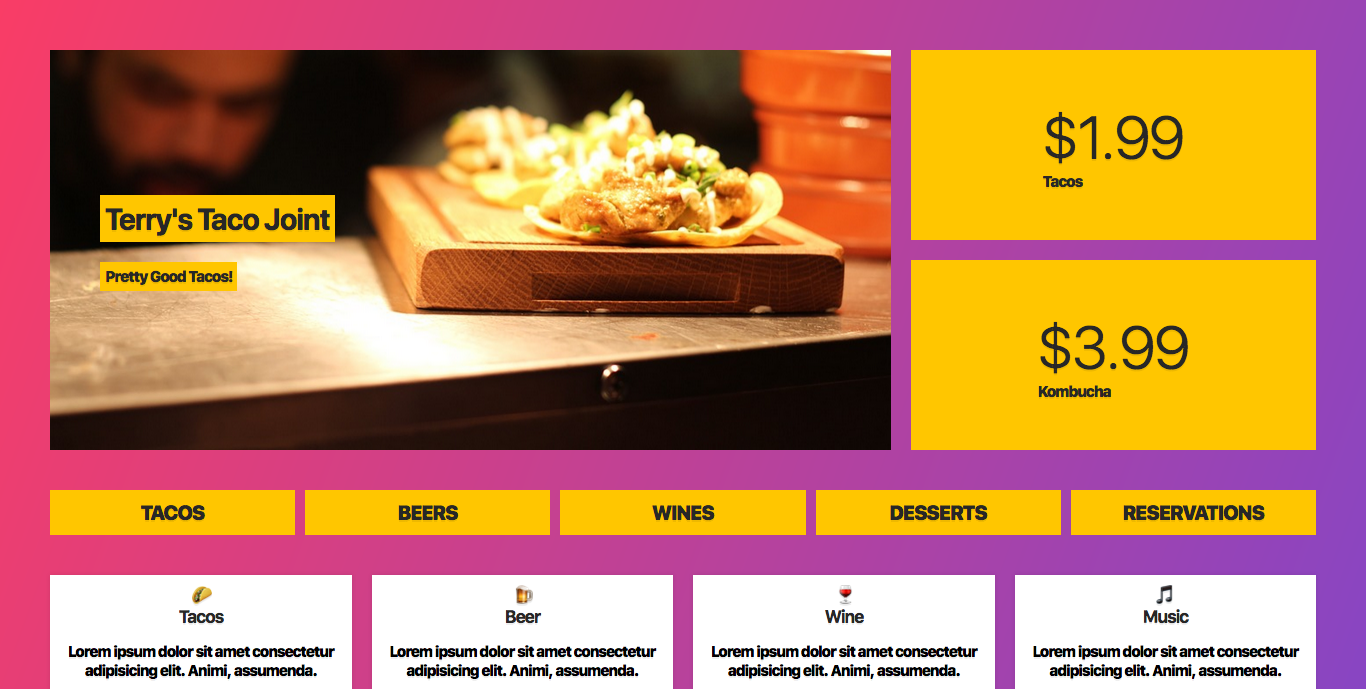 Terry's Taco Joint
Pretty Good Tacos!
$1.99
Tacos
$3.99
Kombucha
TACOS
BEERS
WINES
DESSERTS
RESERVATIONS
Tacos
Lorem ipsum dolor sit amet consectetur
adipisicing elit. Animi, assumenda.
Beer
Lorem ipsum dolor sit amet consectetur
adipisicing elit. Animi, assumenda.
Wine
Lorem ipsum dolor sit amet consectetur
adipisicing elit. Animi, assumenda.
Music
Lorem ipsum dolor sit amet consectetur
adipisicing elit. Animi, assumenda.